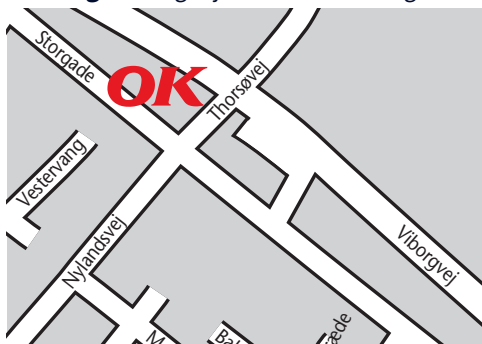 Storgade
OK
Thorsøvej
Vestervang
Nylandsvej
Viborgvej